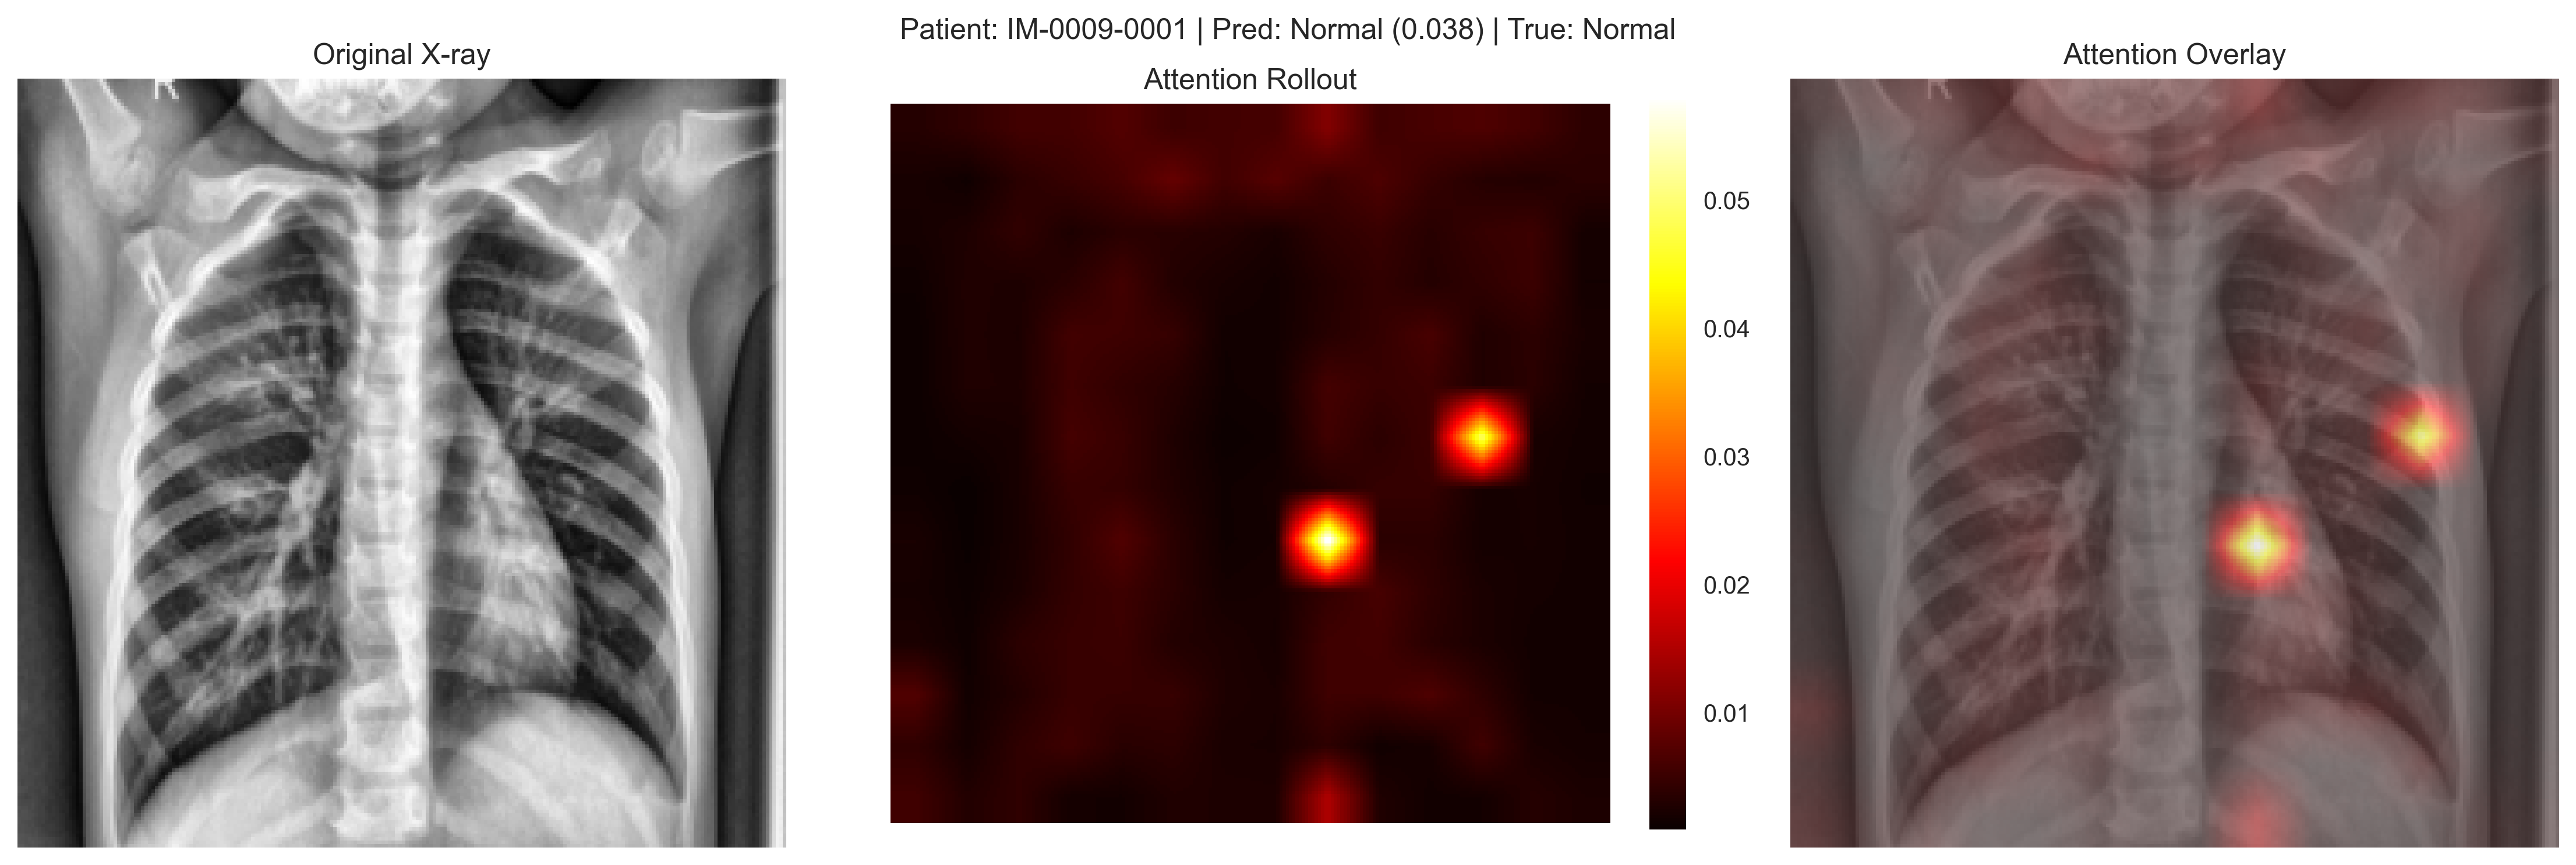 Patient: IM-0009-0001 | Pred: Normal (0.038) | True: Normal
Original X-ray
Attention Rollout
Attention Overlay
R
0.05
0.04
0.03
0.02
0.01
R